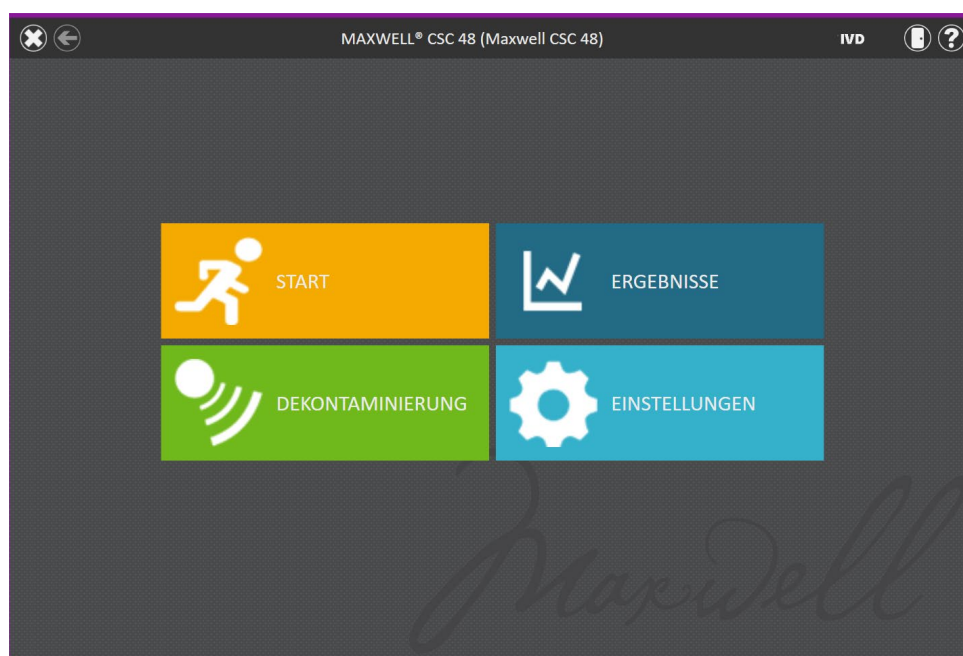 MAXWELL® CSC 48 (Maxwell CSC 48)
IVD
?
START
ERGEBNISSE
DEKONTAMINIERUNG
EINSTELLUNGEN
Maxwell